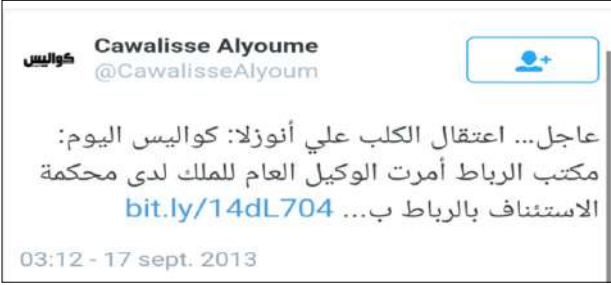 كواليس
Cawalisse Alyoume
@CawalisseAlyoum
عاجل... اعتقال الكلب علي أنوزلا: كواليس اليوم:
مكتب الرباط أمرت الوكيل العام للملك لدى محكمة
الاستئناف بالرباط ب... bit.ly/14dL704
03:12 - 17 sept. 2013